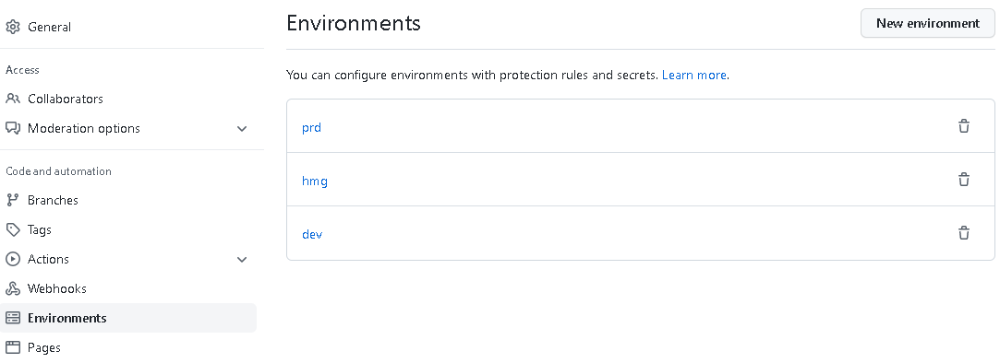 General
Access
Collaborators
Moderation options
Code and automation
Branches
Tags
Actions
Webhooks
Environments
Pages
Environments
New environment
You can configure environments with protection rules and secrets. Learn more.
prd
hmg
dev